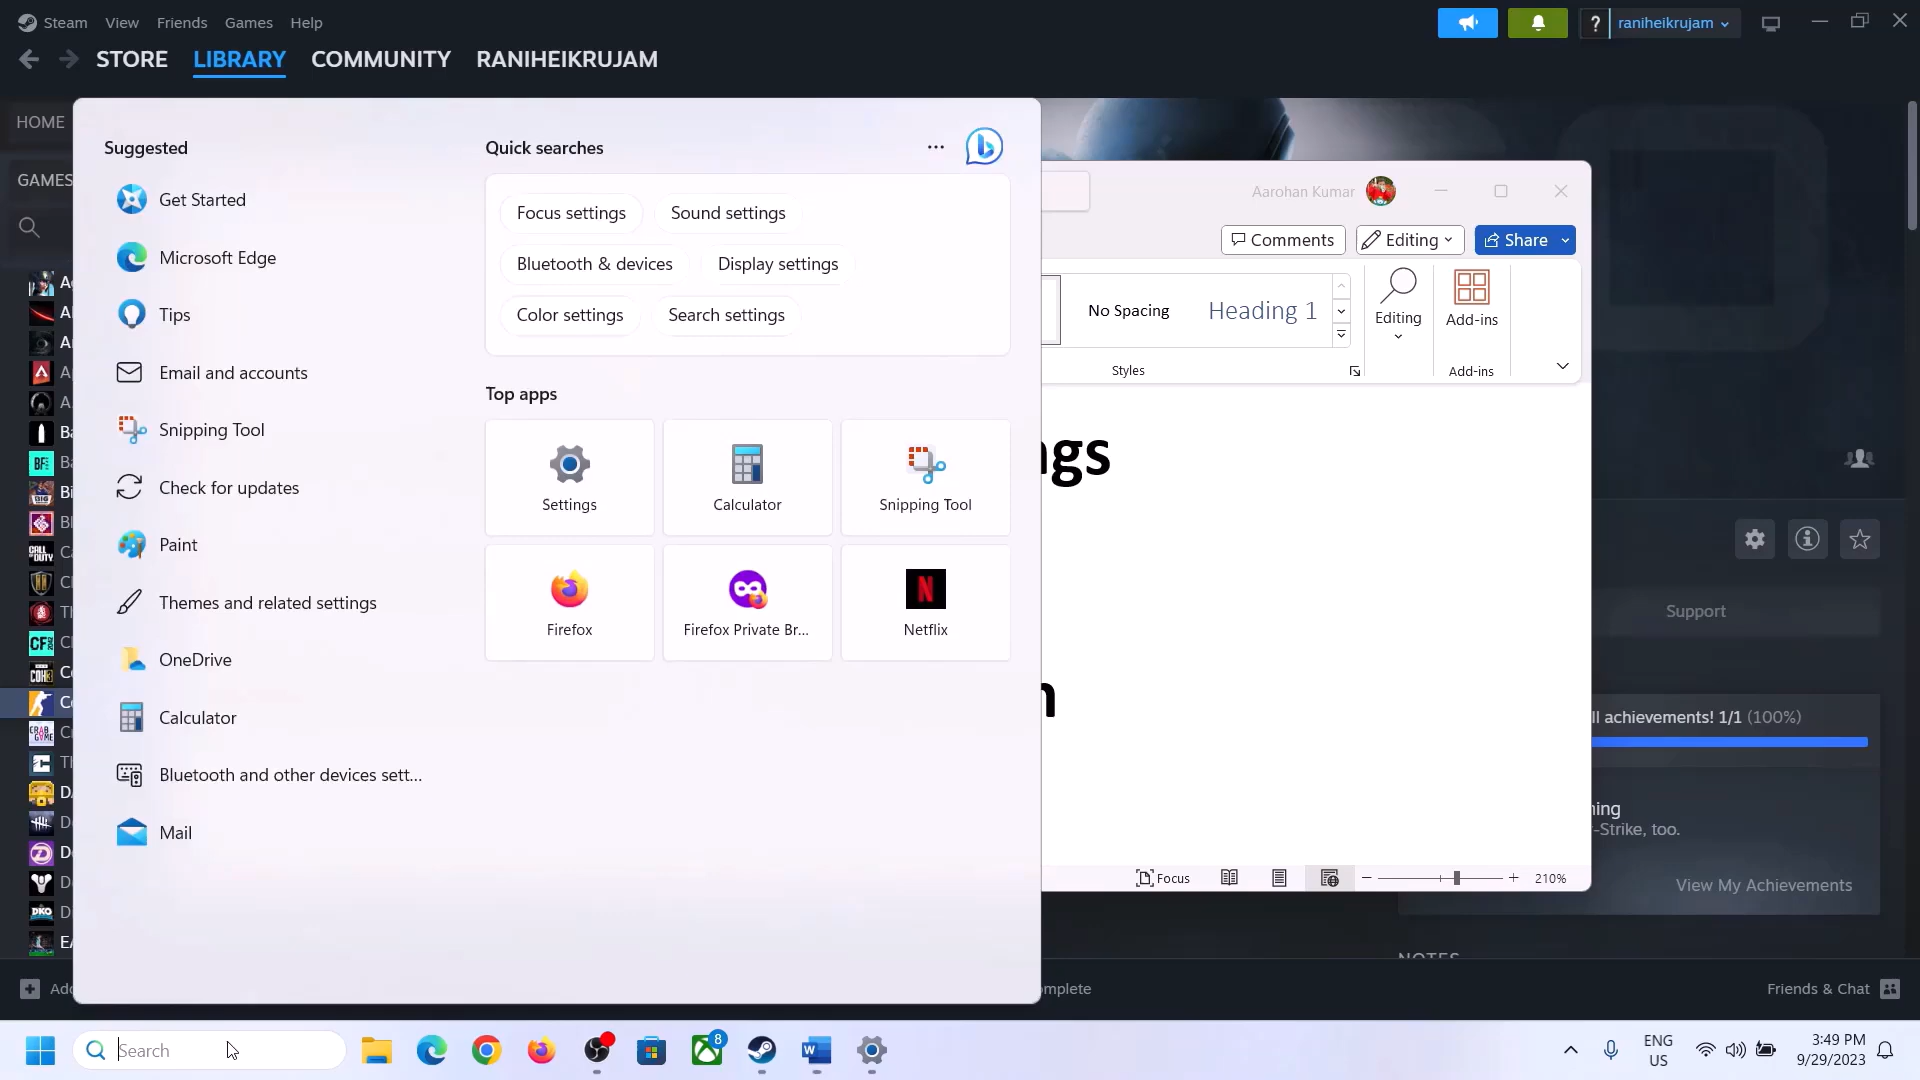 Steam View Friends Games Help
? raniheikrujam
STORE LIBRARY COMMUNITY RANIHEIKRUJAM
HOME
GAMES
Suggested
Get Started
Microsoft Edge
Tips
Email and accounts
Snipping Tool
Check for updates
Paint
Themes and related settings
OneDrive
Calculator
Bluetooth and other devices sett...
Mail
Quick searches
Focus settings Sound settings
Bluetooth & devices Display settings
Color settings Search settings
Top apps
Settings Calculator Snipping Tool
Firefox Firefox Private Br... Netflix
Aarohan Kumar
Comments Editing Share
No Spacing Heading 1
Editing
Add-ins
Styles
Add-ins
ngs
n
Focus
210%
Support
ll achievements! 1/1 (100%)
ning
-Strike, too.
View My Achievements
NOTES
Add
omplete
Friends & Chat
Search
8
ENG
US
3:49 PM
9/29/2023